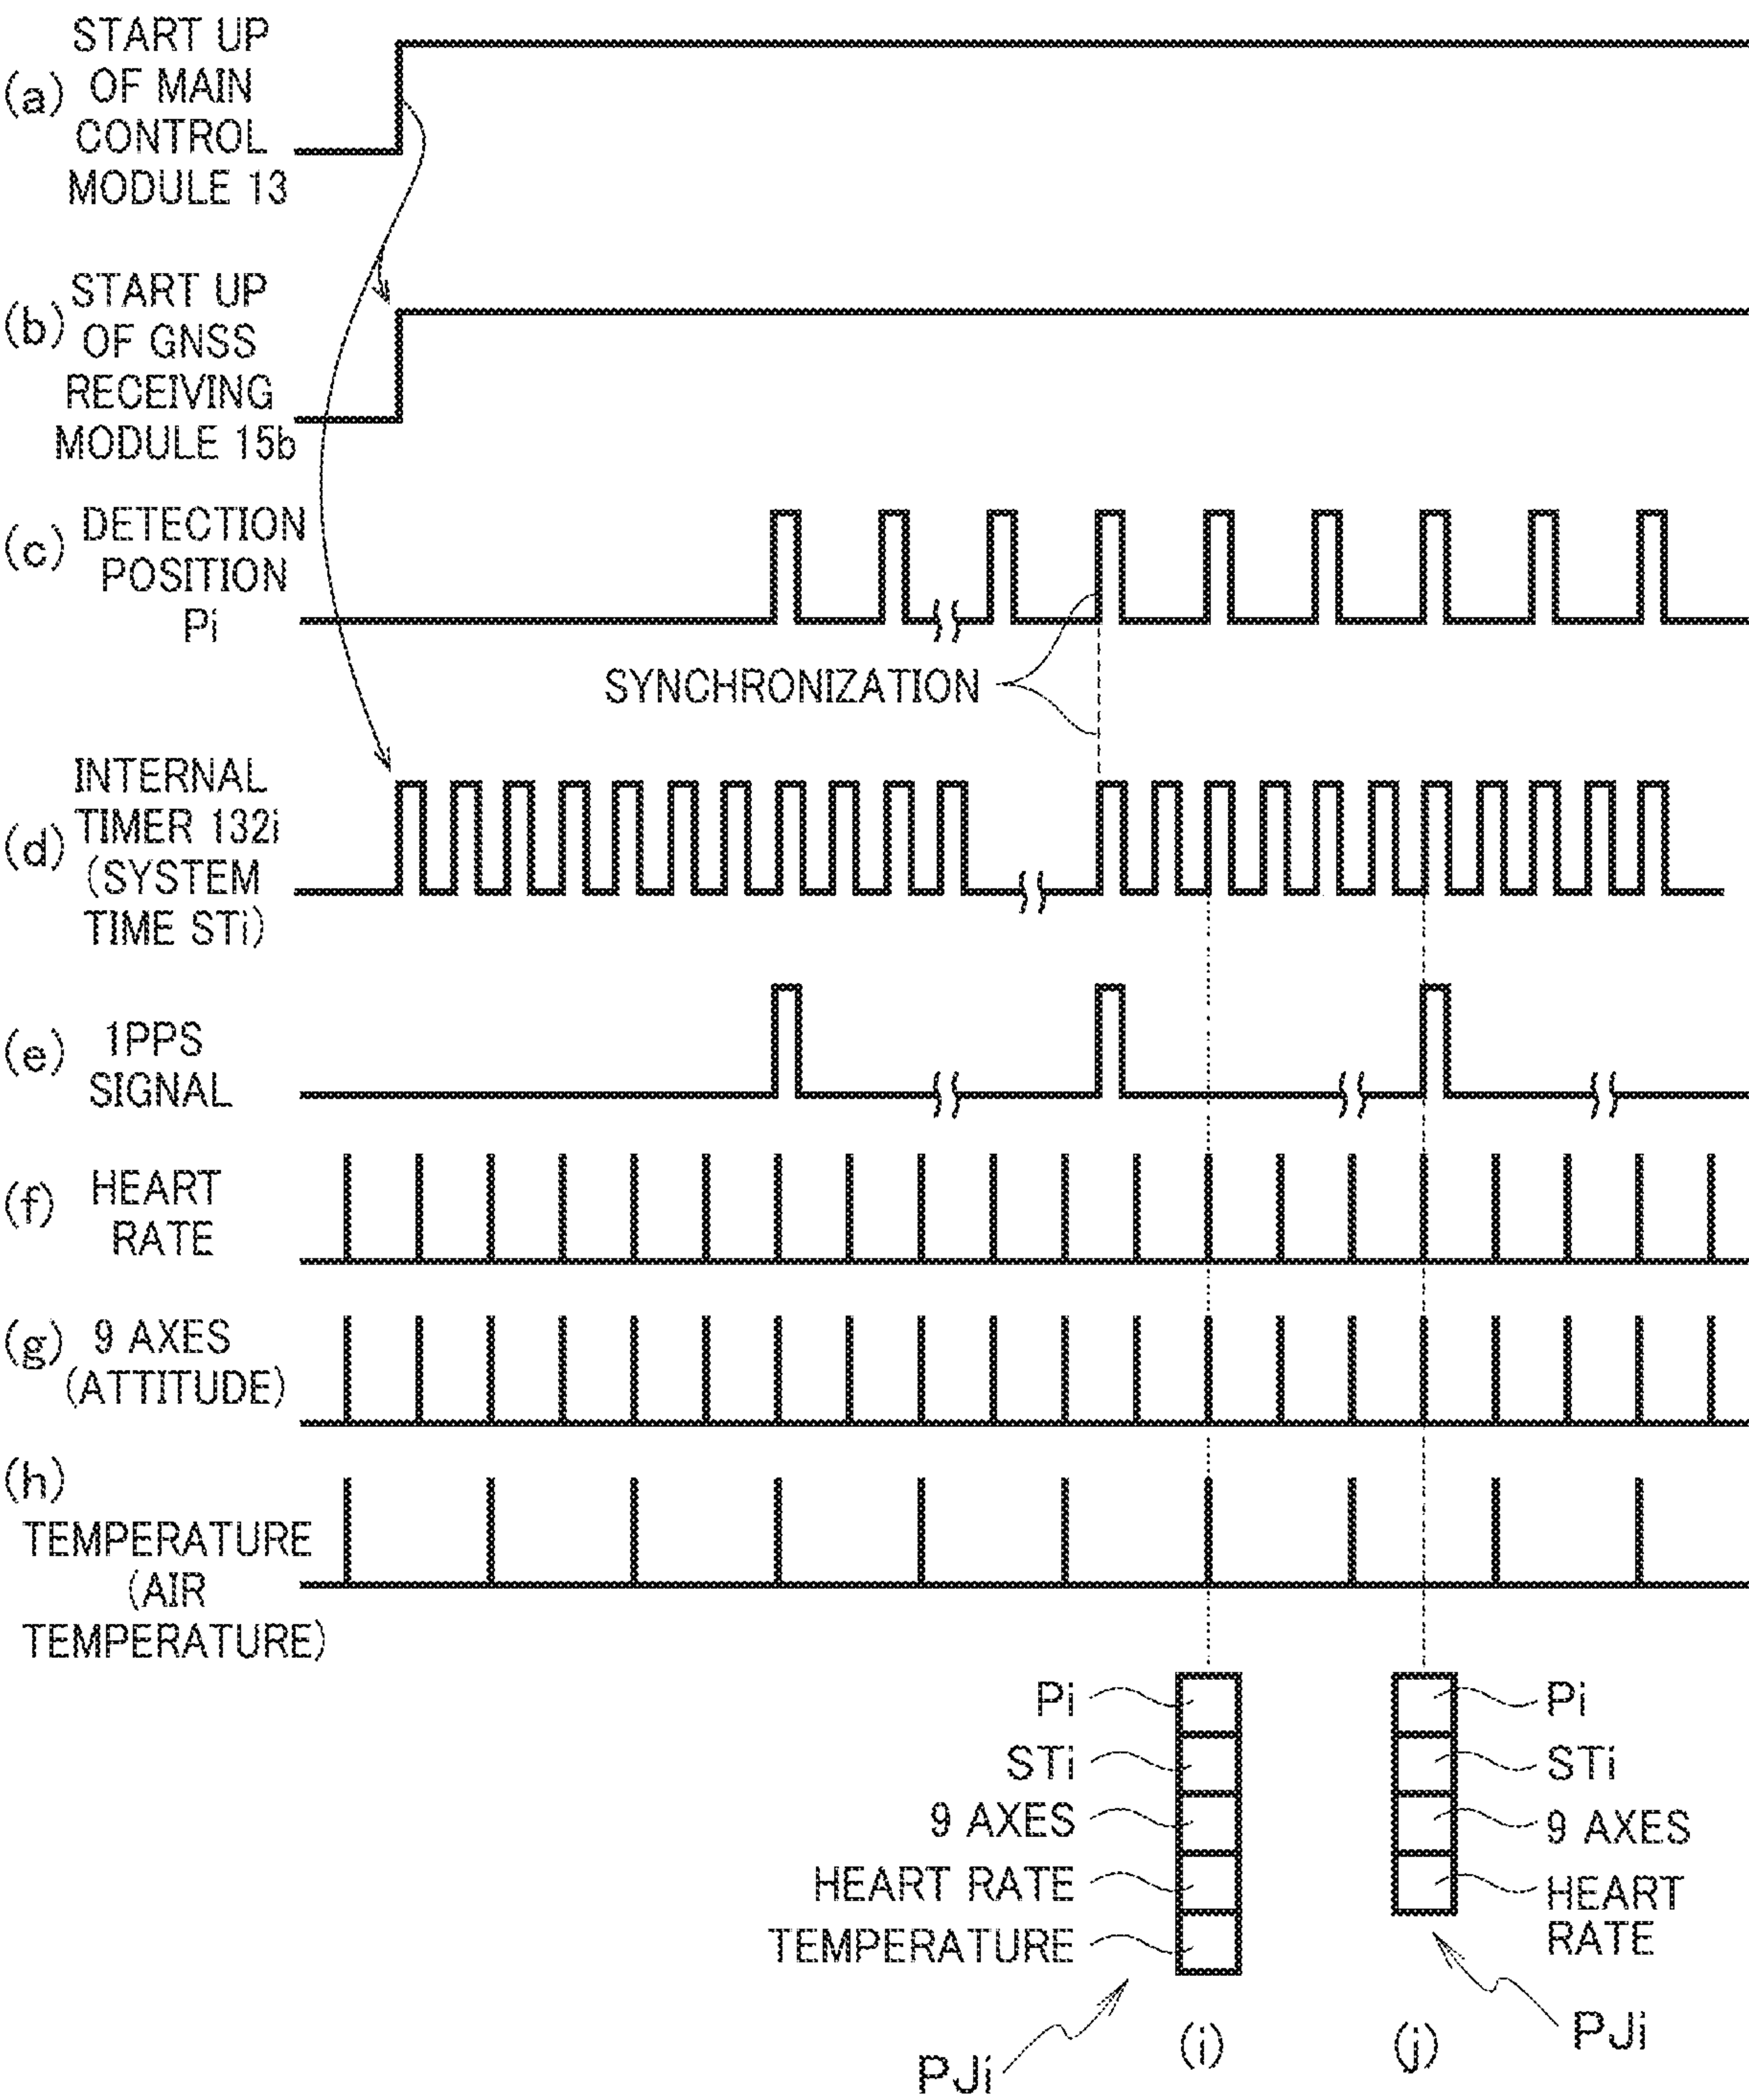 START UP
(a) OF MAIN
CONTROL
MODULE 13
START UP
(b) OF GNSS
RECEIVING
MODULE 15b
(c) DETECTION
POSITION
Pi
SYNCHRONIZATION
INTERNAL
TIMER 132i
(d) (SYSTEM
TIME STi)
(e) 1PPS
SIGNAL
(f) HEART
RATE
(g) 9 AXES
(ATTITUDE)
(h)
TEMPERATURE
(AIR
TEMPERATURE)
Pi
STi
9 AXES
HEART RATE
TEMPERATURE
PJi
(i)
Pi
STi
9 AXES
HEART
RATE
PJi
(j)